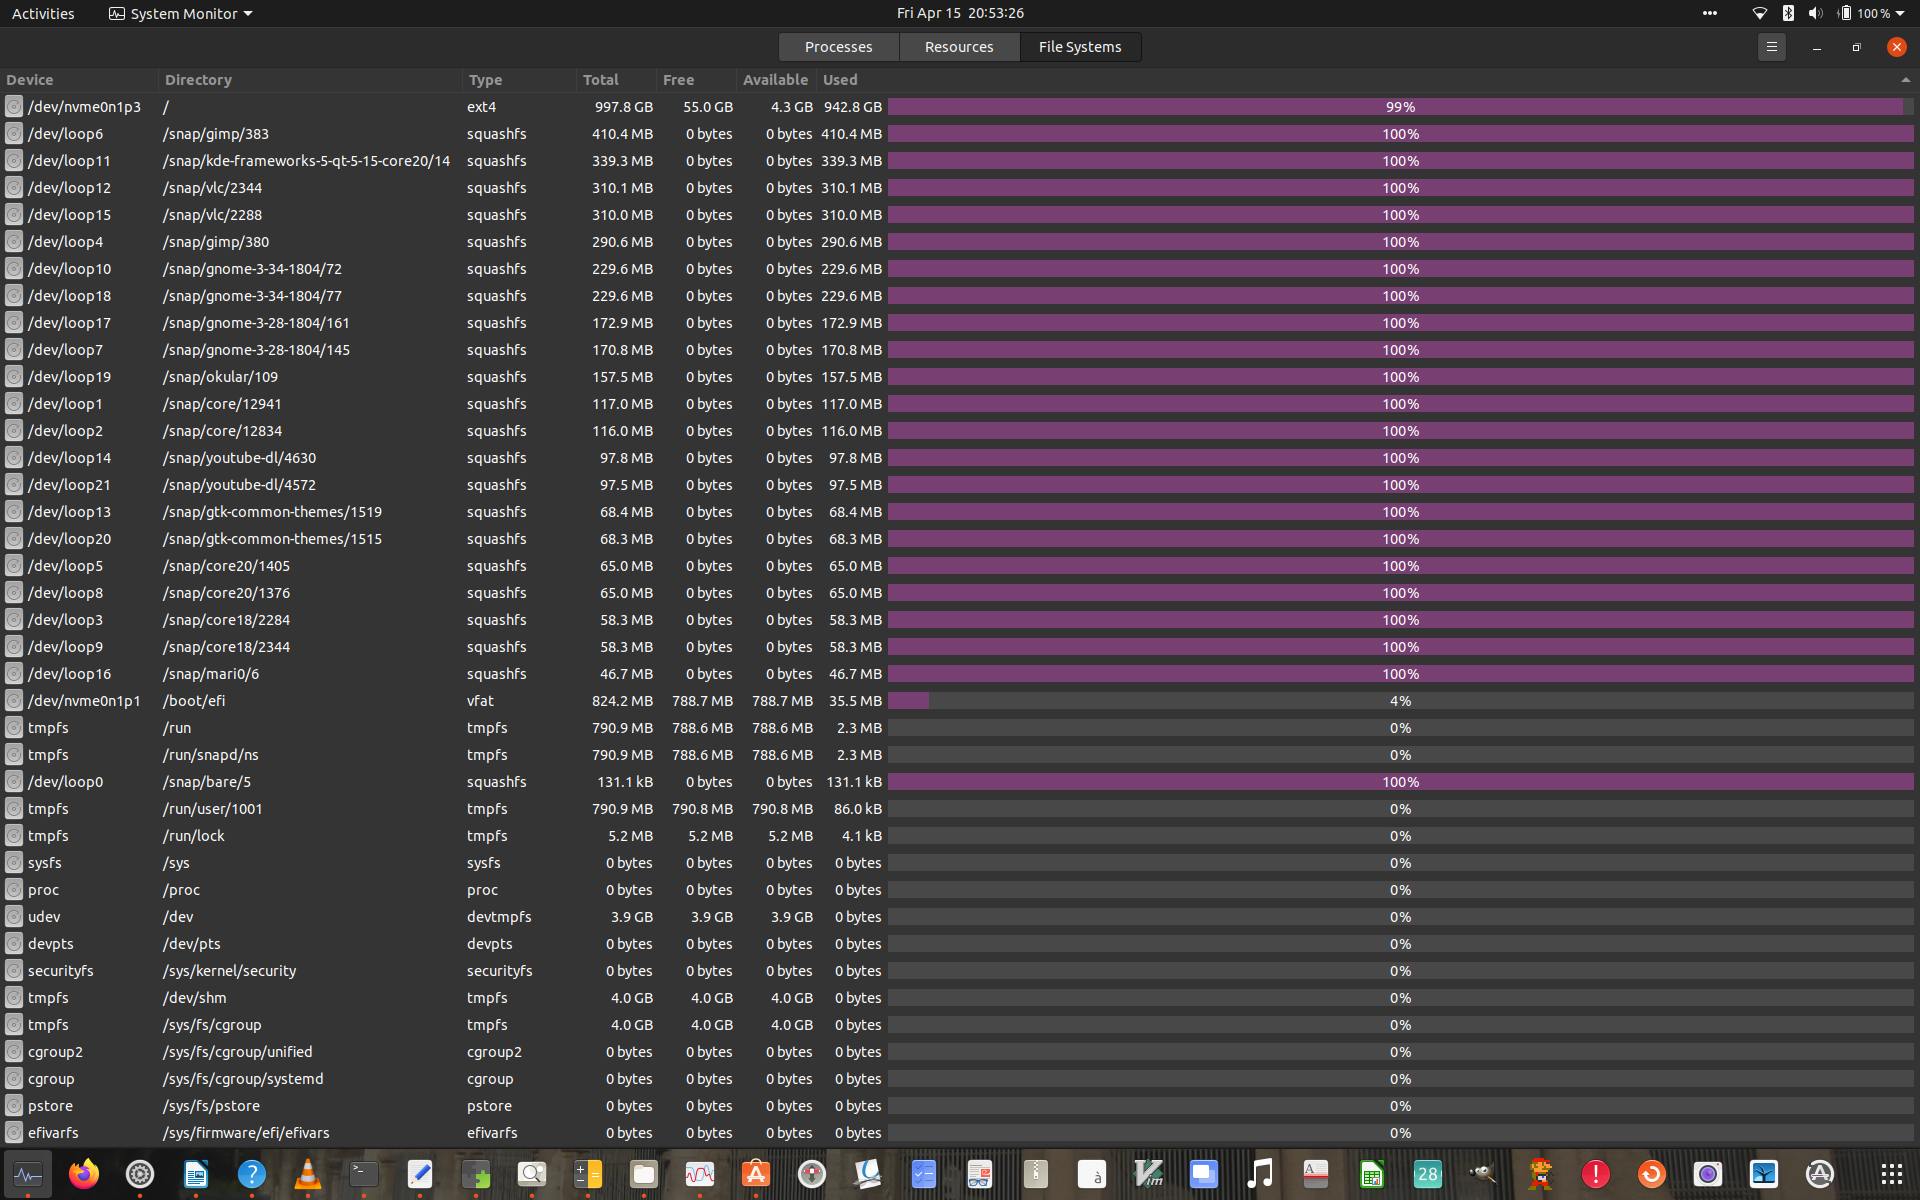 Activities System Monitor Fri Apr 15 20:53:26 100 %
Processes Resources File Systems
Device Directory Type Total Free Available Used
/dev/nvme0n1p3 / ext4 997.8 GB 55.0 GB 4.3 GB 942.8 GB 99%
/dev/loop6 /snap/gimp/383 squashfs 410.4 MB 0 bytes 0 bytes 410.4 MB 100%
/dev/loop11 /snap/kde-frameworks-5-qt-5-15-core20/14 squashfs 339.3 MB 0 bytes 0 bytes 339.3 MB 100%
/dev/loop12 /snap/vlc/2344 squashfs 310.1 MB 0 bytes 0 bytes 310.1 MB 100%
/dev/loop15 /snap/vlc/2288 squashfs 310.0 MB 0 bytes 0 bytes 310.0 MB 100%
/dev/loop4 /snap/gimp/380 squashfs 290.6 MB 0 bytes 0 bytes 290.6 MB 100%
/dev/loop10 /snap/gnome-3-34-1804/72 squashfs 229.6 MB 0 bytes 0 bytes 229.6 MB 100%
/dev/loop18 /snap/gnome-3-34-1804/77 squashfs 229.6 MB 0 bytes 0 bytes 229.6 MB 100%
/dev/loop17 /snap/gnome-3-28-1804/161 squashfs 172.9 MB 0 bytes 0 bytes 172.9 MB 100%
/dev/loop7 /snap/gnome-3-28-1804/145 squashfs 170.8 MB 0 bytes 0 bytes 170.8 MB 100%
/dev/loop19 /snap/okular/109 squashfs 157.5 MB 0 bytes 0 bytes 157.5 MB 100%
/dev/loop1 /snap/core/12941 squashfs 117.0 MB 0 bytes 0 bytes 117.0 MB 100%
/dev/loop2 /snap/core/12834 squashfs 116.0 MB 0 bytes 0 bytes 116.0 MB 100%
/dev/loop14 /snap/youtube-dl/4630 squashfs 97.8 MB 0 bytes 0 bytes 97.8 MB 100%
/dev/loop21 /snap/youtube-dl/4572 squashfs 97.5 MB 0 bytes 0 bytes 97.5 MB 100%
/dev/loop13 /snap/gtk-common-themes/1519 squashfs 68.4 MB 0 bytes 0 bytes 68.4 MB 100%
/dev/loop20 /snap/gtk-common-themes/1515 squashfs 68.3 MB 0 bytes 0 bytes 68.3 MB 100%
/dev/loop5 /snap/core20/1405 squashfs 65.0 MB 0 bytes 0 bytes 65.0 MB 100%
/dev/loop8 /snap/core20/1376 squashfs 65.0 MB 0 bytes 0 bytes 65.0 MB 100%
/dev/loop3 /snap/core18/2284 squashfs 58.3 MB 0 bytes 0 bytes 58.3 MB 100%
/dev/loop9 /snap/core18/2344 squashfs 58.3 MB 0 bytes 0 bytes 58.3 MB 100%
/dev/loop16 /snap/mari0/6 squashfs 46.7 MB 0 bytes 0 bytes 46.7 MB 100%
/dev/nvme0n1p1 /boot/efi vfat 824.2 MB 788.7 MB 788.7 MB 35.5 MB 4%
tmpfs /run tmpfs 790.9 MB 788.6 MB 788.6 MB 2.3 MB 0%
tmpfs /run/snapd/ns tmpfs 790.9 MB 788.6 MB 788.6 MB 2.3 MB 0%
/dev/loop0 /snap/bare/5 squashfs 131.1 kB 0 bytes 0 bytes 131.1 kB 100%
tmpfs /run/user/1001 tmpfs 790.9 MB 790.8 MB 790.8 MB 86.0 kB 0%
tmpfs /run/lock tmpfs 5.2 MB 5.2 MB 5.2 MB 4.1 kB 0%
sysfs /sys sysfs 0 bytes 0 bytes 0 bytes 0 bytes 0%
proc /proc proc 0 bytes 0 bytes 0 bytes 0 bytes 0%
udev /dev devtmpfs 3.9 GB 3.9 GB 3.9 GB 0 bytes 0%
devpts /dev/pts devpts 0 bytes 0 bytes 0 bytes 0 bytes 0%
securityfs /sys/kernel/security securityfs 0 bytes 0 bytes 0 bytes 0 bytes 0%
tmpfs /dev/shm tmpfs 4.0 GB 4.0 GB 4.0 GB 0 bytes 0%
tmpfs /sys/fs/cgroup tmpfs 4.0 GB 4.0 GB 4.0 GB 0 bytes 0%
cgroup2 /sys/fs/cgroup/unified cgroup2 0 bytes 0 bytes 0 bytes 0 bytes 0%
cgroup /sys/fs/cgroup/systemd cgroup 0 bytes 0 bytes 0 bytes 0 bytes 0%
pstore /sys/fs/pstore pstore 0 bytes 0 bytes 0 bytes 0 bytes 0%
efivarfs /sys/firmware/efi/efivars efivarfs 0 bytes 0 bytes 0 bytes 0 bytes 0%
? >_ à Vim A 28 !